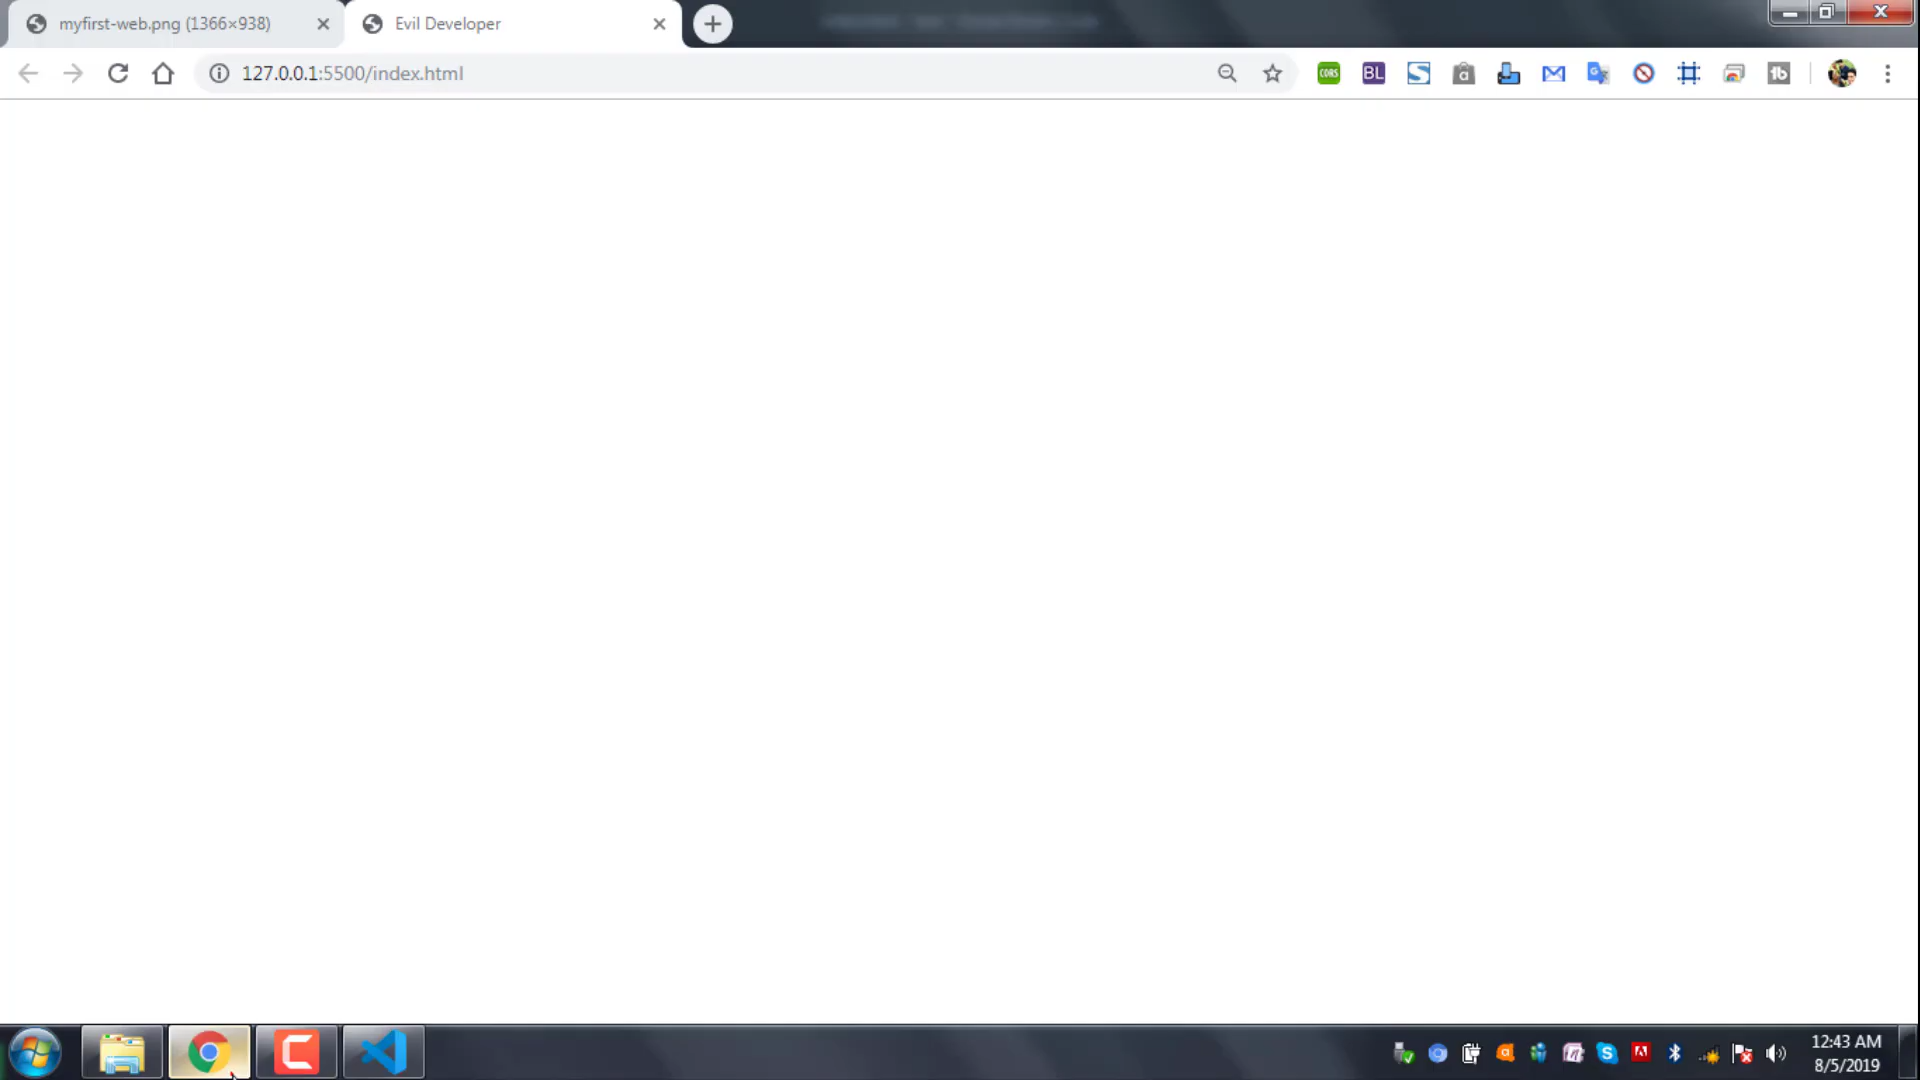 myfirst-web.png (1366×938)
Evil Developer
127.0.0.1:5500/index.html
CORS
BL
12:43 AM
8/5/2019